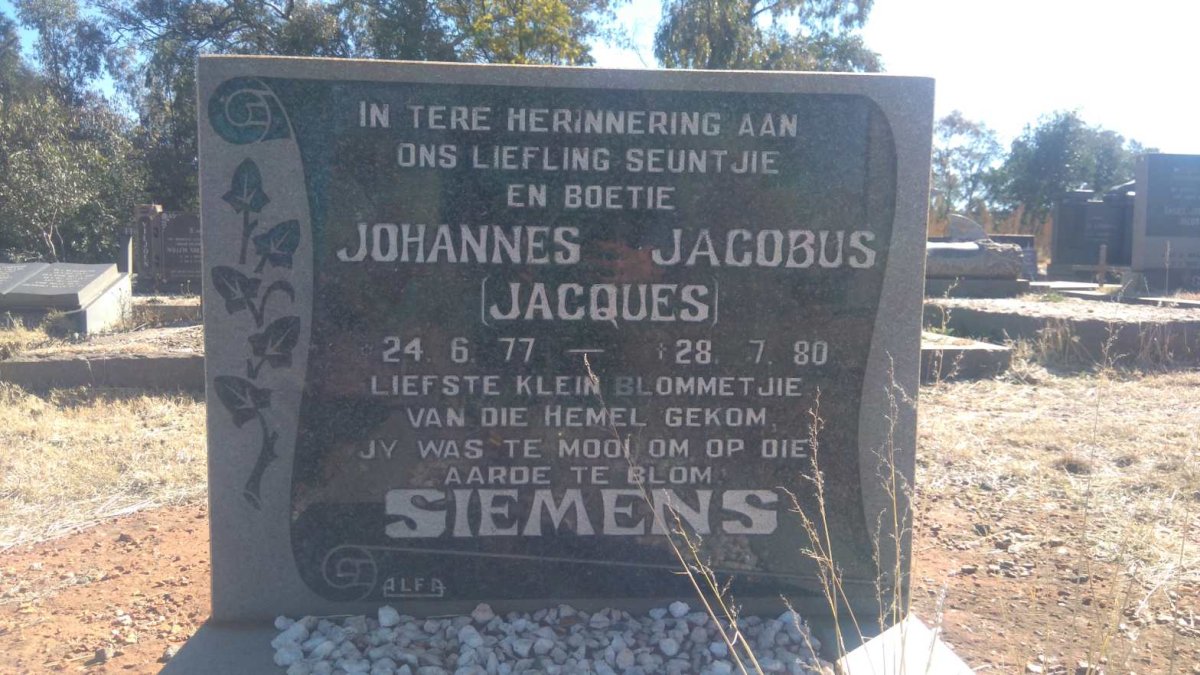 IN TERE HERINNERING AAN
ONS LIEFLING SEUNTJIE
EN BOETIE
JOHANNES JACOBUS
(JACQUES)
24. 6. 77 — †28. 7. 80
LIEFSTE KLEIN BLOMMETJIE
VAN DIE HEMEL GEKOM
JY WAS TE MOOI OM OP DIE
AARDE TE BLOM
SIEMENS
ALFA